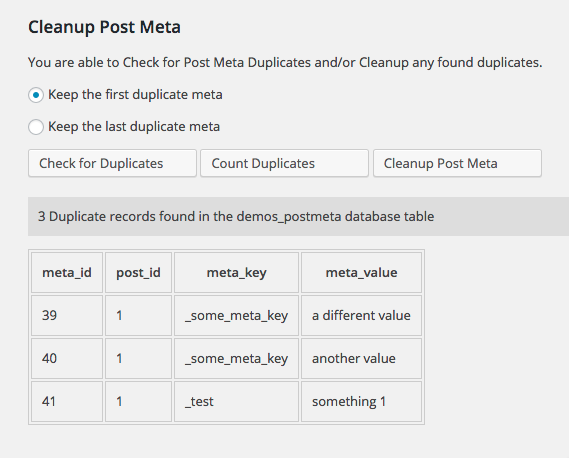 Cleanup Post Meta
You are able to Check for Post Meta Duplicates and/or Cleanup any found duplicates.
Keep the first duplicate meta
Keep the last duplicate meta
Check for Duplicates Count Duplicates Cleanup Post Meta
3 Duplicate records found in the demos_postmeta database table
meta_id post_id meta_key meta_value
39 1 _some_meta_key a different value
40 1 _some_meta_key another value
41 1 _test something 1